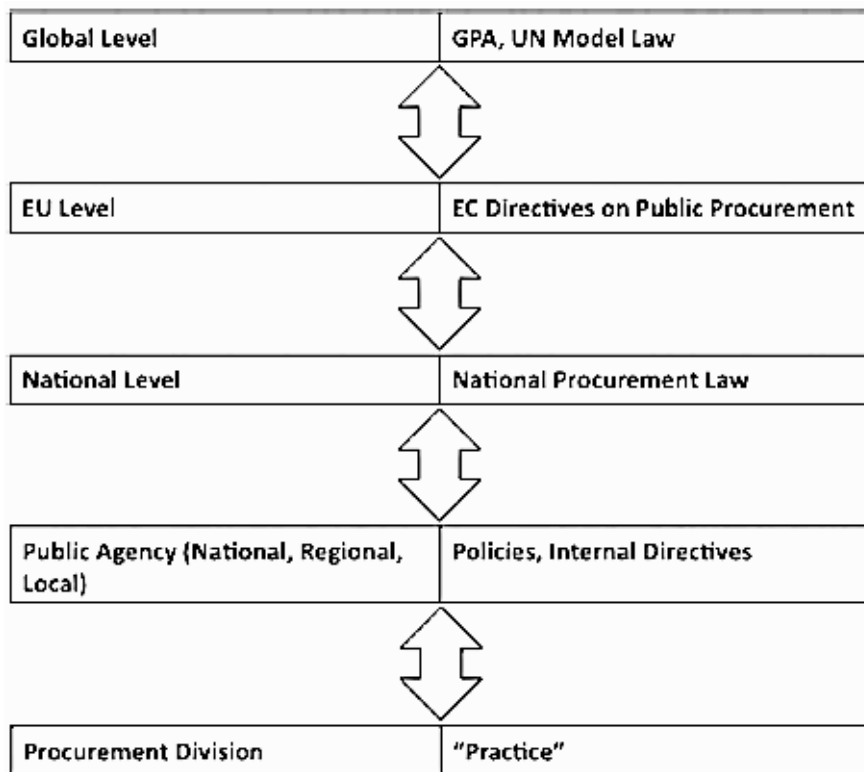 Global Level
GPA, UN Model Law
EU Level
EC Directives on Public Procurement
National Level
National Procurement Law
Public Agency (National, Regional,
Local)
Policies, Internal Directives
Procurement Division
“Practice”